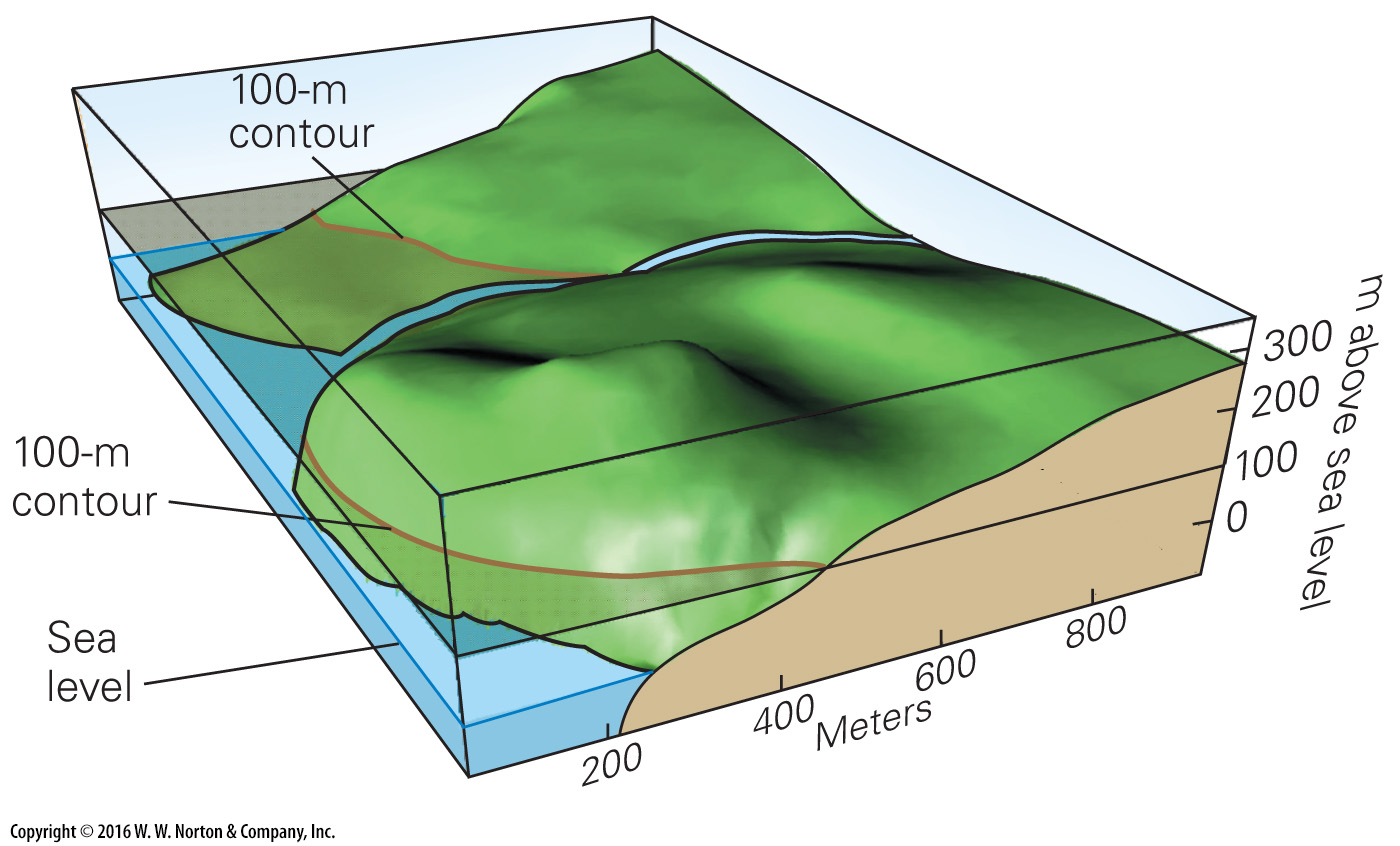 100-m
contour
100-m
contour
Sea
level
300
200
100
0
m above sea level
200
400
600
800
Meters
Copyright © 2016 W. W. Norton & Company, Inc.